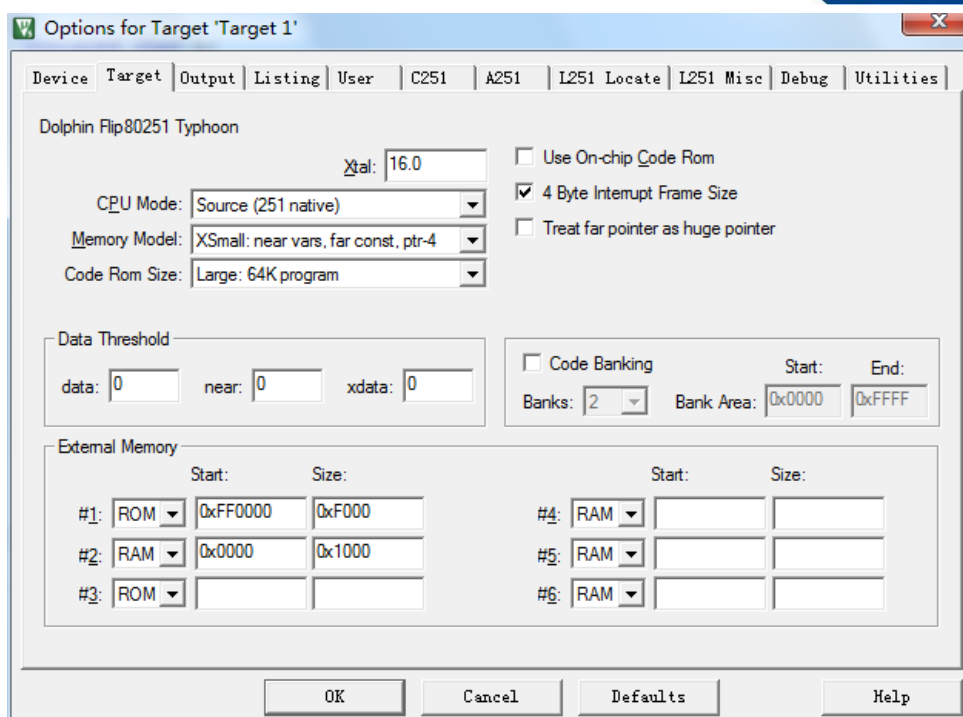 Options for Target 'Target 1'
Device Target Output Listing User C251 A251 L251 Locate L251 Misc Debug Utilities
Dolphin Flip80251 Typhoon
Xtal: 16.0
Use On-chip Code Rom
CPU Mode: Source (251 native)
4 Byte Interrupt Frame Size
Memory Model: XSmall: near vars, far const, ptr-4
Treat far pointer as huge pointer
Code Rom Size: Large: 64K program
Data Threshold
data: 0 near: 0 xdata: 0
Code Banking Start: End:
Banks: 2 Bank Area: 0x0000 0xFFFF
External Memory
Start: Size: Start: Size:
#1: ROM 0xFF0000 0xF000 #4: RAM
#2: RAM 0x0000 0x1000 #5: RAM
#3: ROM #6: RAM
OK Cancel Defaults Help